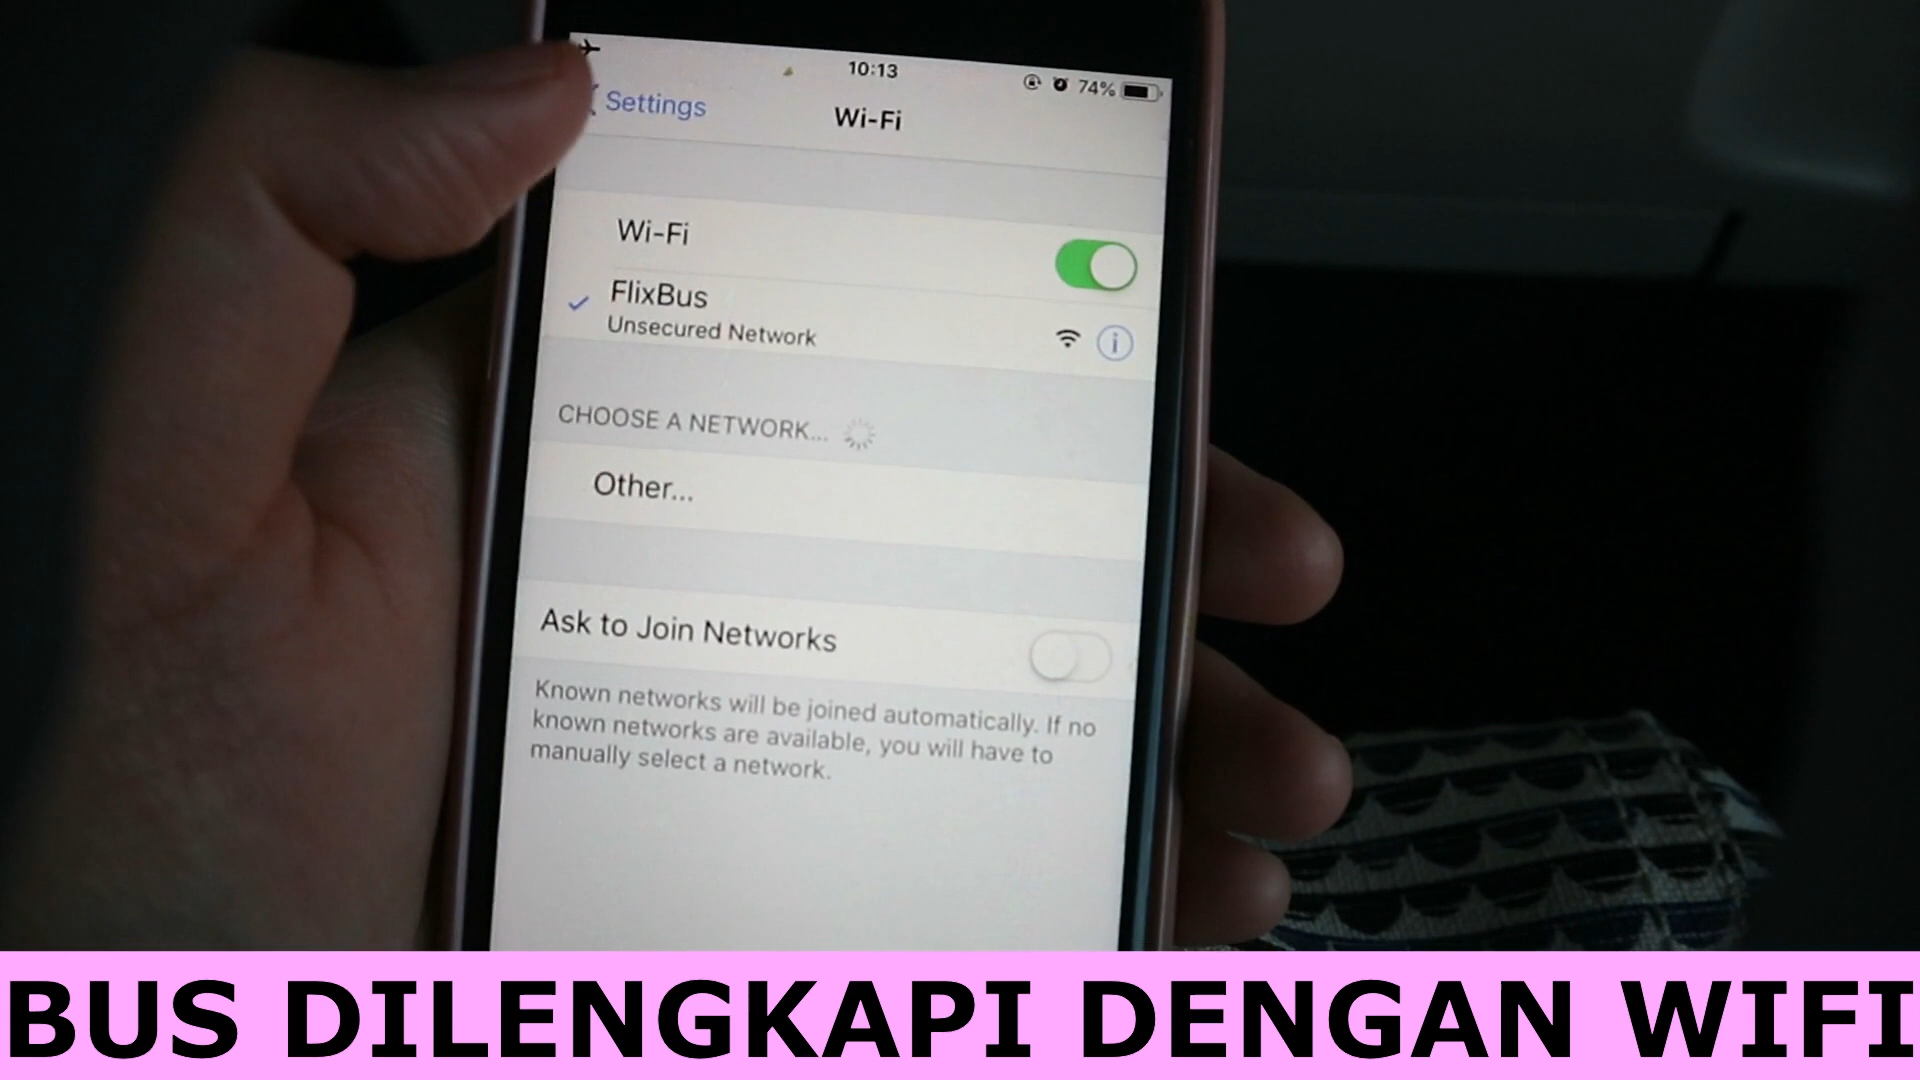 10:13
74%
Settings
Wi-Fi
Wi-Fi
FlixBus
Unsecured Network
CHOOSE A NETWORK...
Other...
Ask to Join Networks
Known networks will be joined automatically. If no
known networks are available, you will have to
manually select a network.
BUS DILENGKAPI DENGAN WIFI